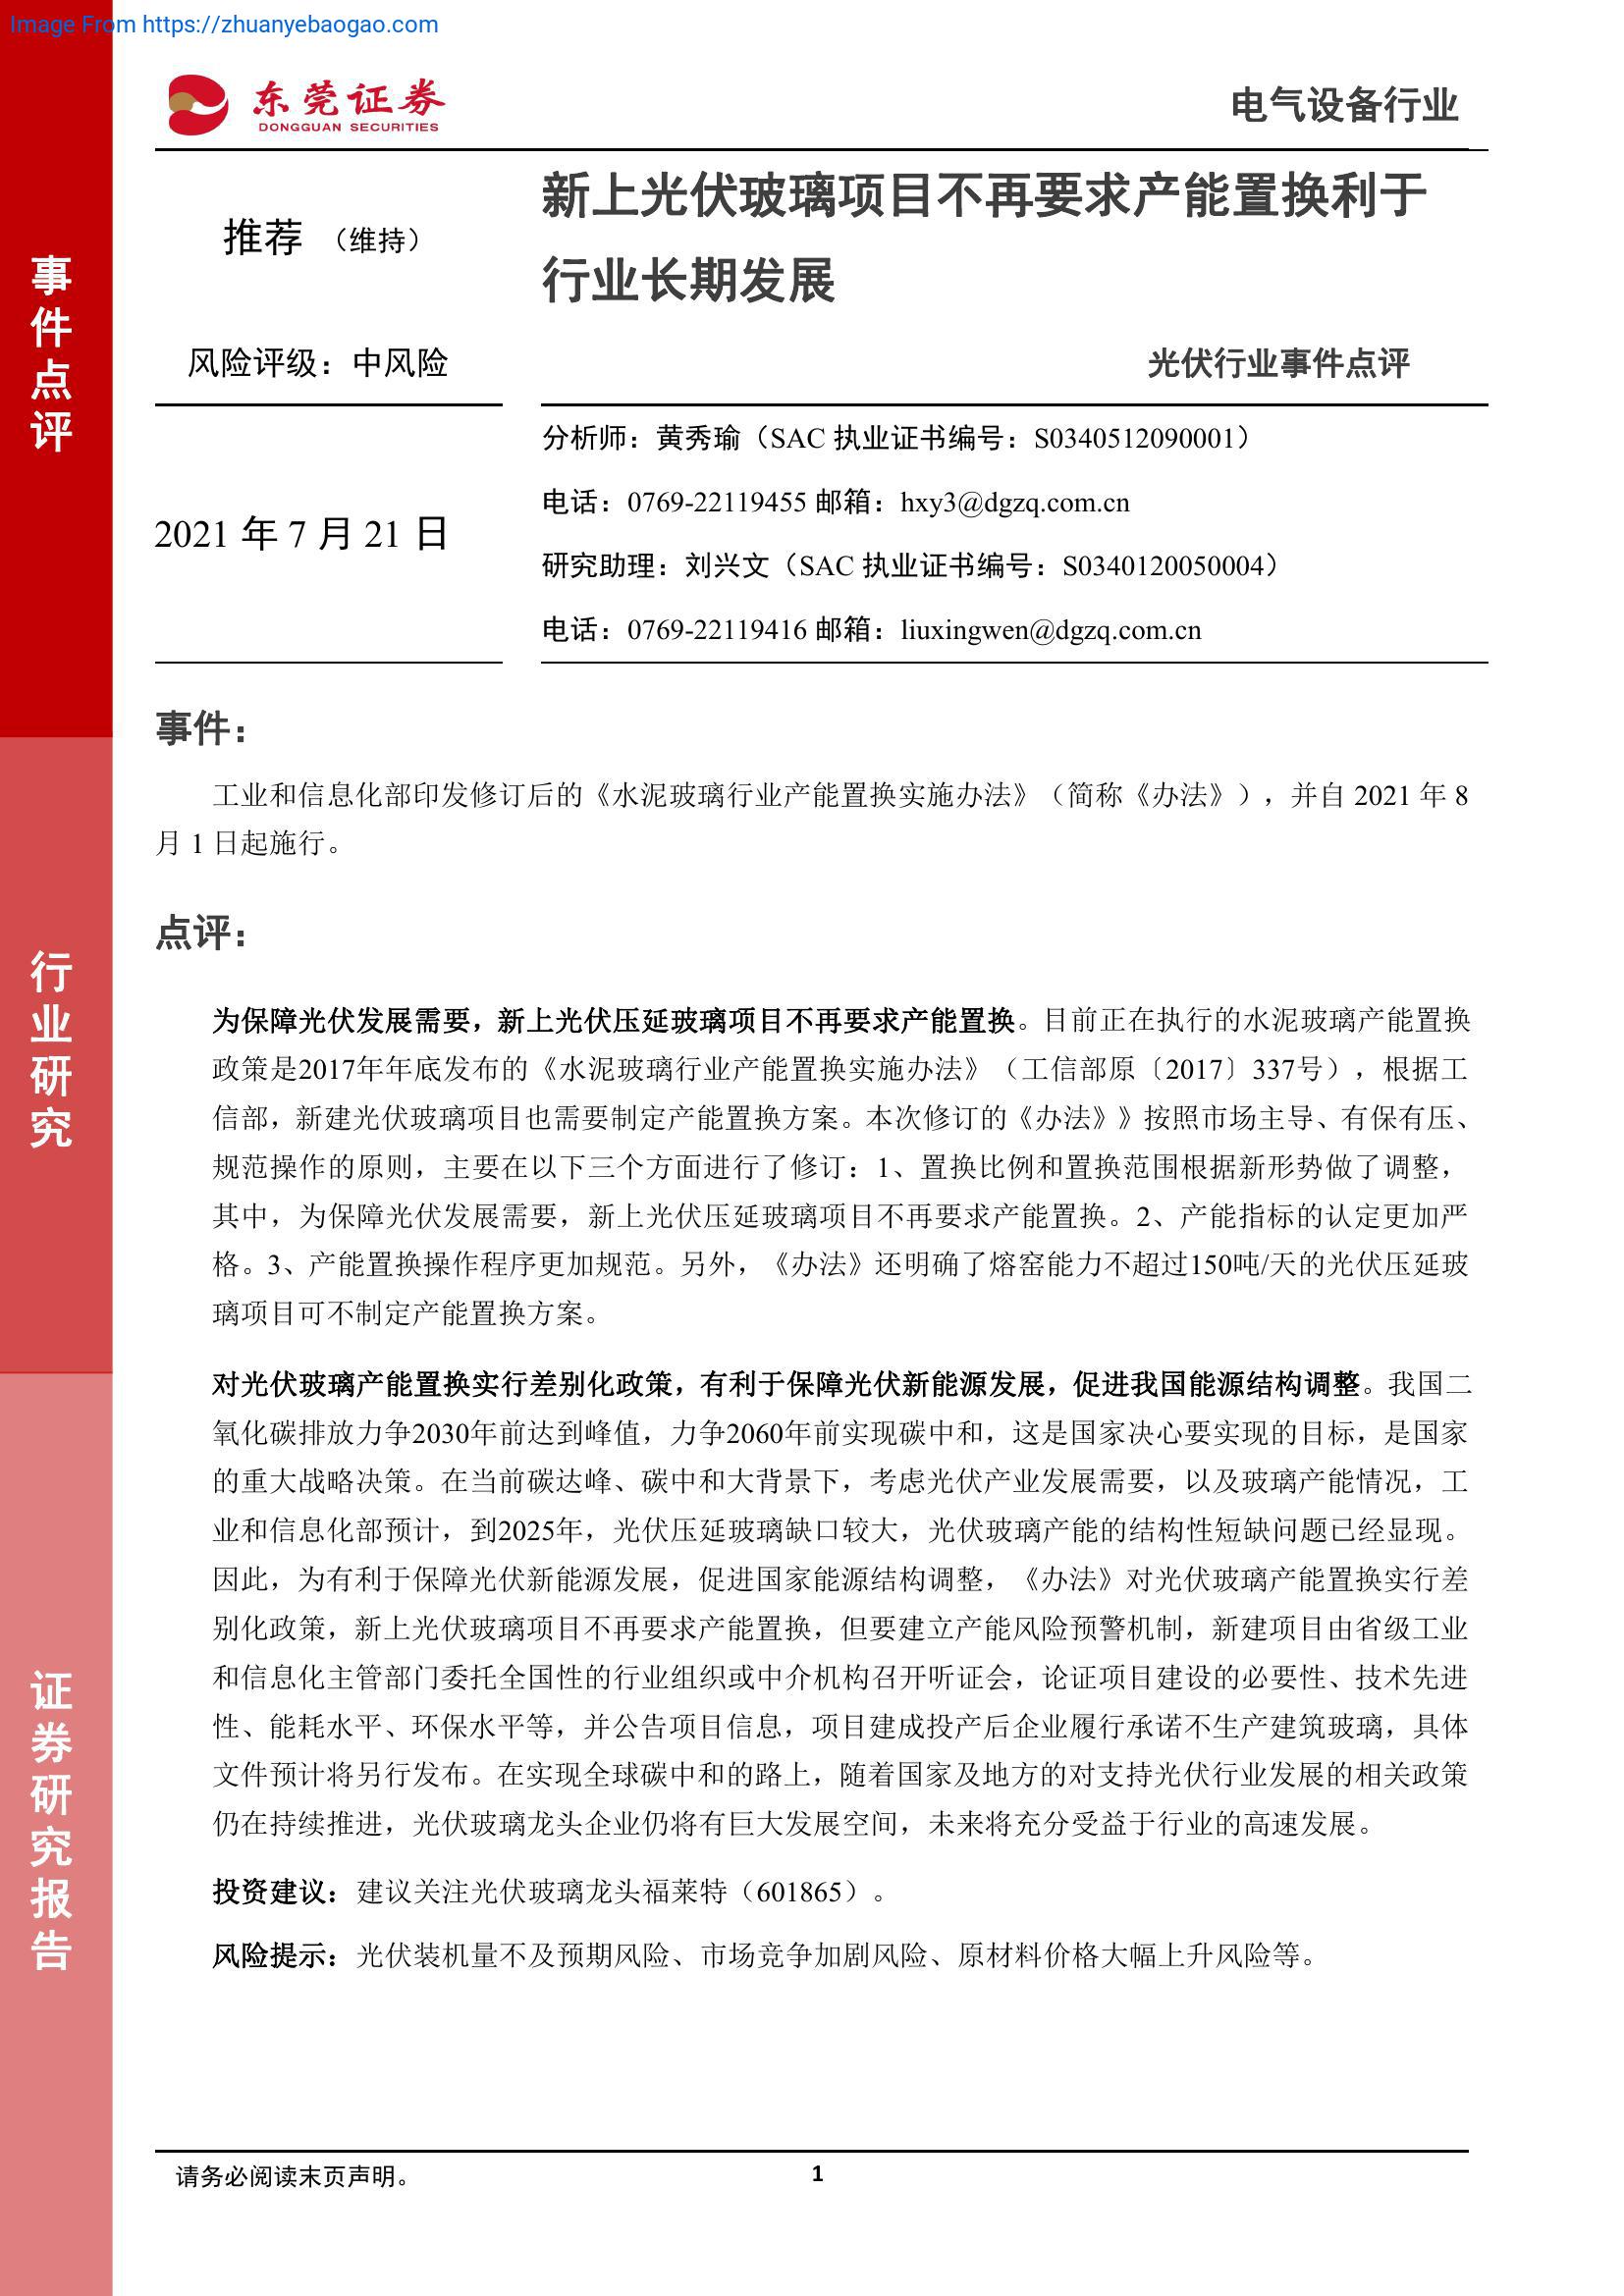 Image From https://zhuanyebaogao.com
东莞证券
DONGGUAN SECURITIES
电气设备行业
事件点评
行业研究
证券研究报告
推荐 （维持）
新上光伏玻璃项目不再要求产能置换利于
行业长期发展
风险评级：中风险
光伏行业事件点评
2021 年 7 月 21 日
分析师：黄秀瑜（SAC 执业证书编号：S0340512090001）
电话：0769-22119455 邮箱：hxy3@dgzq.com.cn
研究助理：刘兴文（SAC 执业证书编号：S0340120050004）
电话：0769-22119416 邮箱：liuxingwen@dgzq.com.cn
事件：
工业和信息化部印发修订后的《水泥玻璃行业产能置换实施办法》（简称《办法》），并自 2021 年 8
月 1 日起施行。
点评：
为保障光伏发展需要，新上光伏压延玻璃项目不再要求产能置换。目前正在执行的水泥玻璃产能置换
政策是2017年年底发布的《水泥玻璃行业产能置换实施办法》（工信部原〔2017〕337号），根据工
信部，新建光伏玻璃项目也需要制定产能置换方案。本次修订的《办法》》按照市场主导、有保有压、
规范操作的原则，主要在以下三个方面进行了修订：1、置换比例和置换范围根据新形势做了调整，
其中，为保障光伏发展需要，新上光伏压延玻璃项目不再要求产能置换。2、产能指标的认定更加严
格。3、产能置换操作程序更加规范。另外，《办法》还明确了熔窑能力不超过150吨/天的光伏压延玻
璃项目可不制定产能置换方案。
对光伏玻璃产能置换实行差别化政策，有利于保障光伏新能源发展，促进我国能源结构调整。我国二
氧化碳排放力争2030年前达到峰值，力争2060年前实现碳中和，这是国家决心要实现的目标，是国家
的重大战略决策。在当前碳达峰、碳中和大背景下，考虑光伏产业发展需要，以及玻璃产能情况，工
业和信息化部预计，到2025年，光伏压延玻璃缺口较大，光伏玻璃产能的结构性短缺问题已经显现。
因此，为有利于保障光伏新能源发展，促进国家能源结构调整，《办法》对光伏玻璃产能置换实行差
别化政策，新上光伏玻璃项目不再要求产能置换，但要建立产能风险预警机制，新建项目由省级工业
和信息化主管部门委托全国性的行业组织或中介机构召开听证会，论证项目建设的必要性、技术先进
性、能耗水平、环保水平等，并公告项目信息，项目建成投产后企业履行承诺不生产建筑玻璃，具体
文件预计将另行发布。在实现全球碳中和的路上，随着国家及地方的对支持光伏行业发展的相关政策
仍在持续推进，光伏玻璃龙头企业仍将有巨大发展空间，未来将充分受益于行业的高速发展。
投资建议：建议关注光伏玻璃龙头福莱特（601865）。
风险提示：光伏装机量不及预期风险、市场竞争加剧风险、原材料价格大幅上升风险等。
请务必阅读末页声明。
1